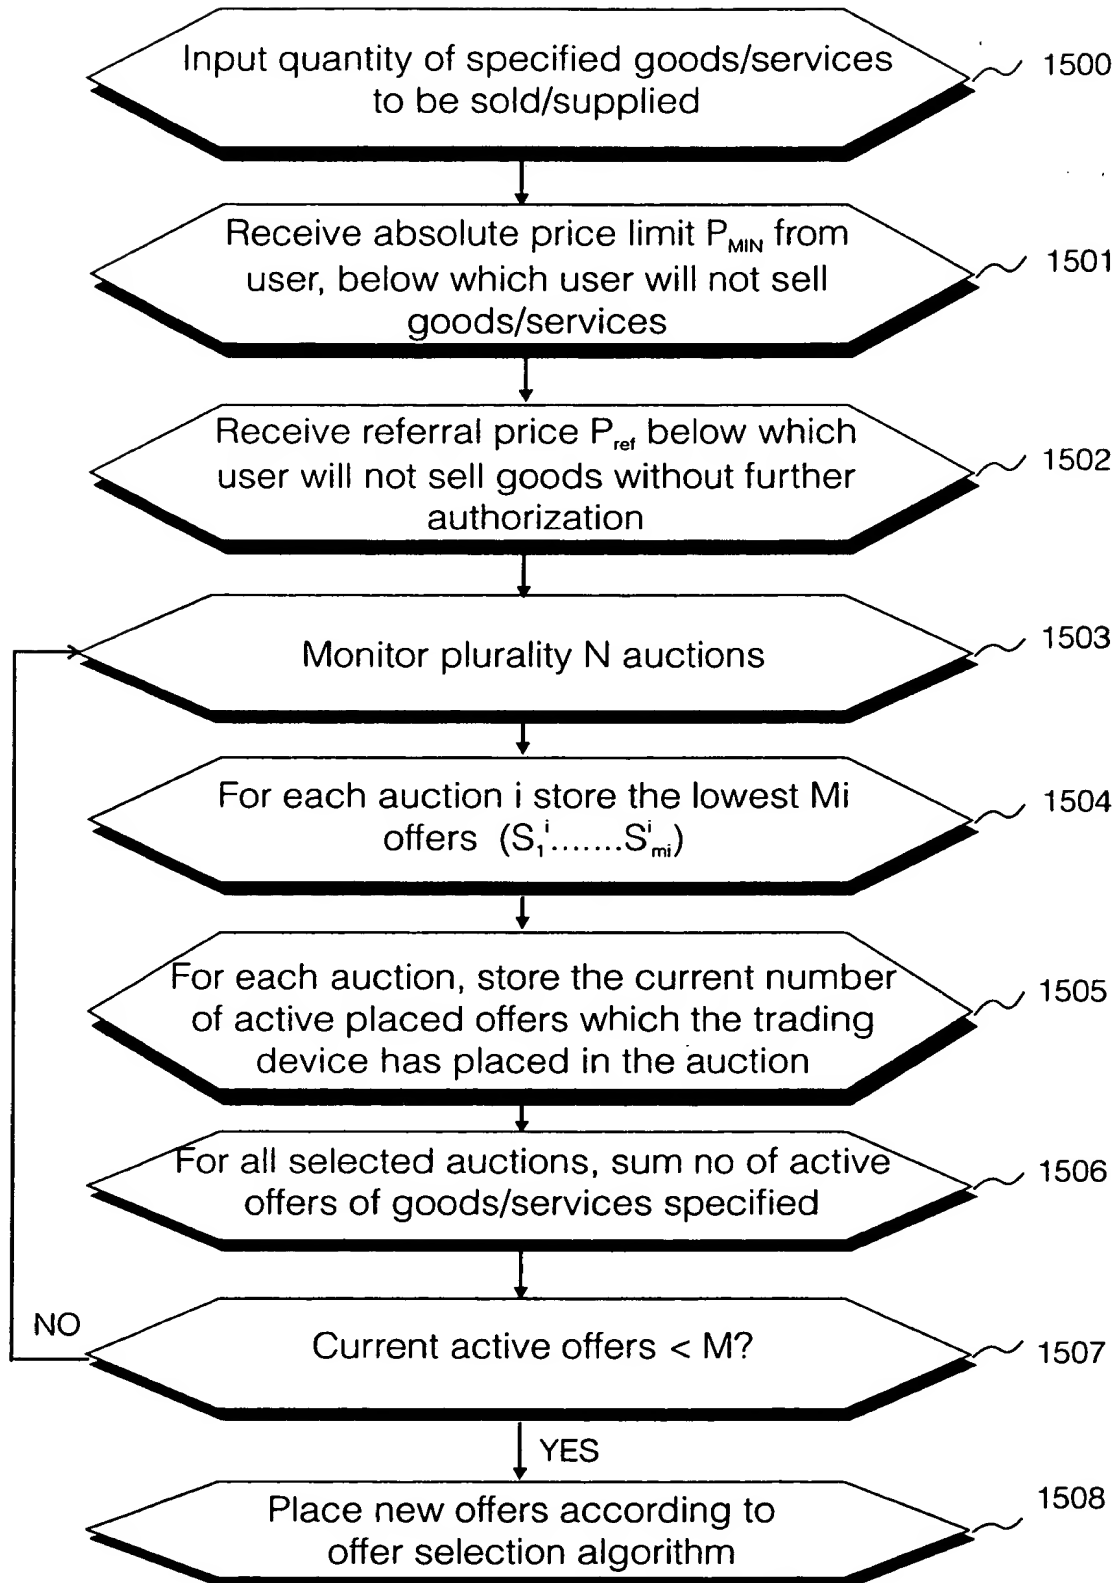 Input quantity of specified goods/services
to be sold/supplied
1500
Receive absolute price limit P_MIN from
user, below which user will not sell
goods/services
1501
Receive referral price P_ref below which
user will not sell goods without further
authorization
1502
Monitor plurality N auctions
1503
For each auction i store the lowest Mi
offers (S_1^i.......S_mi^i)
1504
For each auction, store the current number
of active placed offers which the trading
device has placed in the auction
1505
For all selected auctions, sum no of active
offers of goods/services specified
1506
NO
Current active offers < M?
1507
YES
Place new offers according to
offer selection algorithm
1508